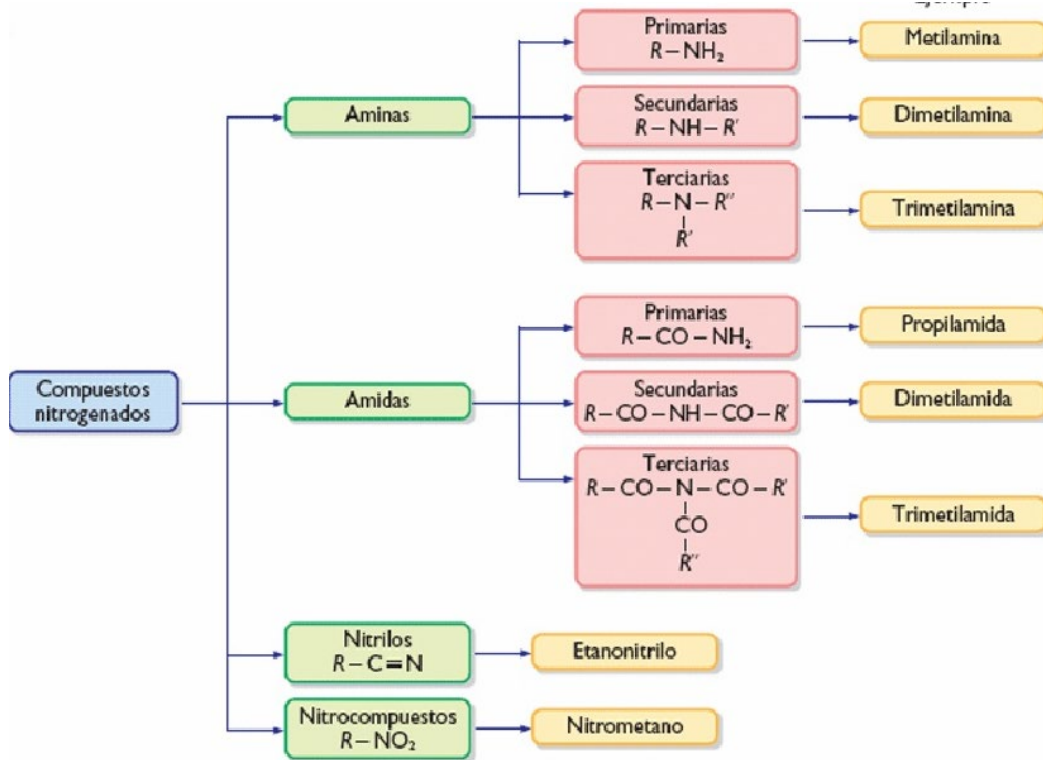 Ejemplo
Primarias
R–NH₂
Metilamina
Aminas
Secundarias
R–NH–R'
Dimetilamina
Terciarias
R–N–R''
R'
Trimetilamina
Compuestos
nitrogenados
Amidas
Primarias
R–CO–NH₂
Propilamida
Secundarias
R–CO–NH–CO–R'
Dimetilamida
Terciarias
R–CO–N–CO–R'
CO
R''
Trimetilamida
Nitrilos
R–C≡N
Etanonitrilo
Nitrocompuestos
R–NO₂
Nitrometano